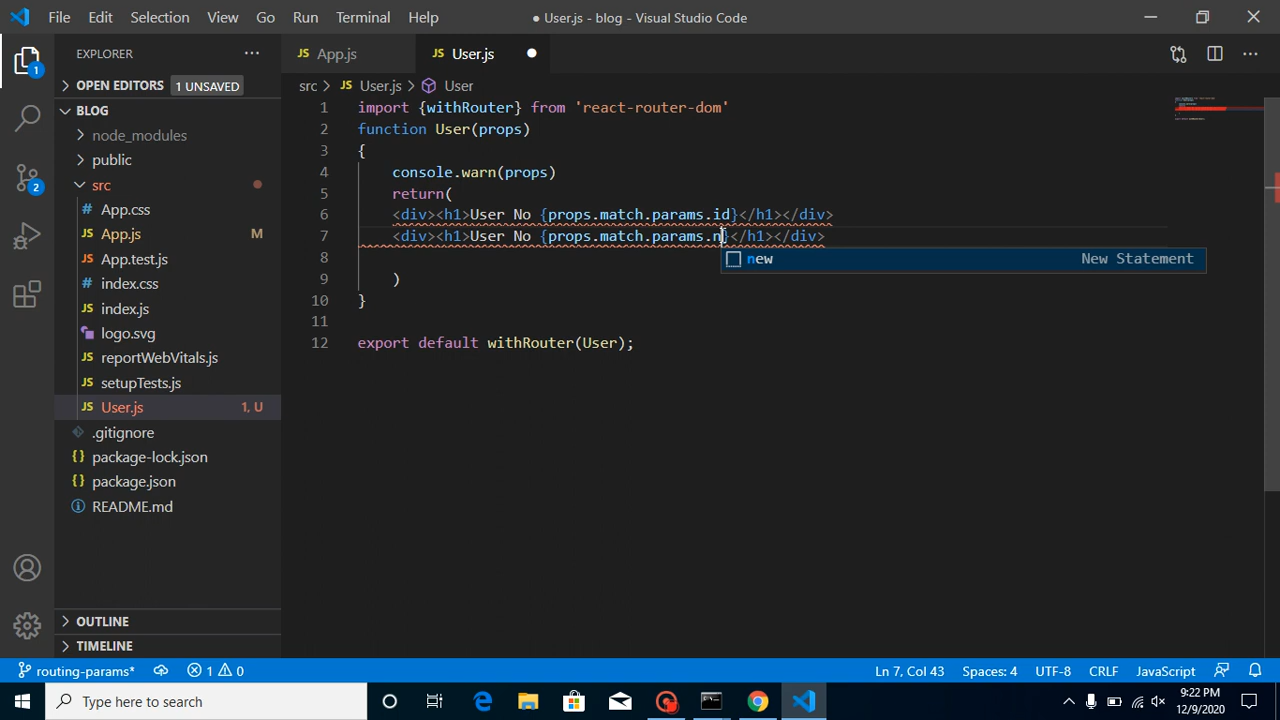 File Edit Selection View Go Run Terminal Help ● User.js - blog - Visual Studio Code
EXPLORER ··· JS App.js JS User.js ●
OPEN EDITORS 1 UNSAVED
src > JS User.js > User
BLOG
node_modules
public
src
App.css
JS App.js M
JS App.test.js
index.css
JS index.js
logo.svg
JS reportWebVitals.js
JS setupTests.js
JS User.js 1, U
.gitignore
{} package-lock.json
{} package.json
README.md
OUTLINE
TIMELINE
1
2
1 import {withRouter} from 'react-router-dom'
2 function User(props)
3 {
4 console.warn(props)
5 return(
6 <div><h1>User No {props.match.params.id}</h1></div>
7 <div><h1>User No {props.match.params.n}</h1></div>
new New Statement
8
9 )
10 }
11
12 export default withRouter(User);
routing-params* 1 0 Ln 7, Col 43 Spaces: 4 UTF-8 CRLF JavaScript
Type here to search
9:22 PM
12/9/2020